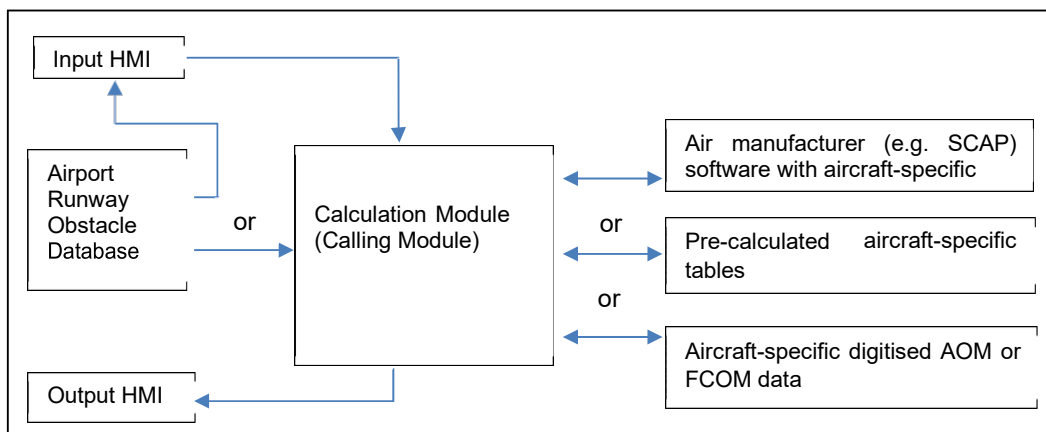 Input HMI
Airport
Runway
Obstacle
Database
or
Calculation Module
(Calling Module)
Air manufacturer (e.g. SCAP)
software with aircraft-specific
or
Pre-calculated aircraft-specific
tables
or
Aircraft-specific digitised AOM or
FCOM data
Output HMI